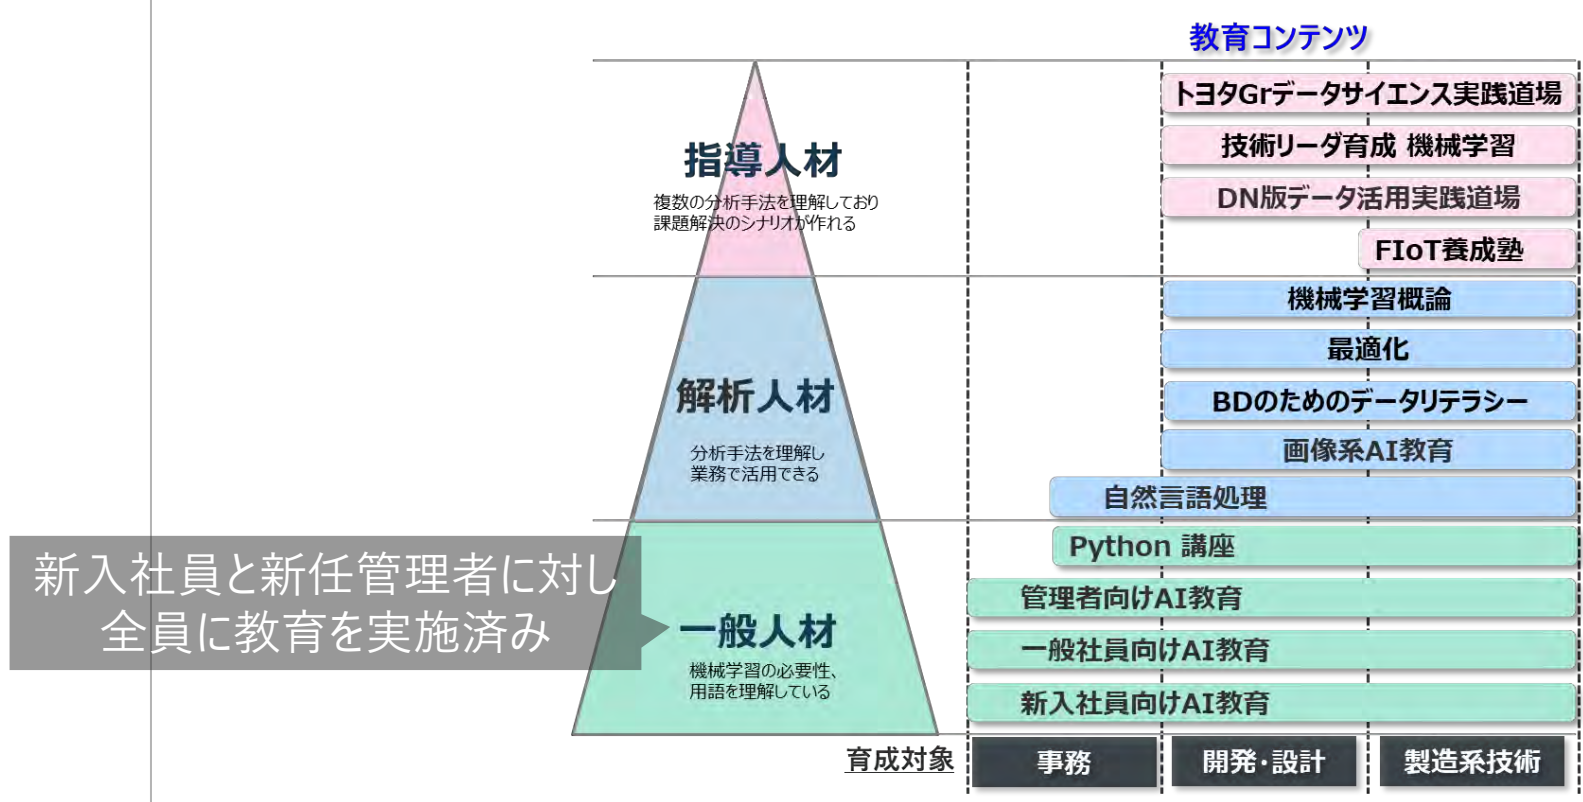 教育コンテンツ
トヨタGrデータサイエンス実践道場
技術リーダ育成 機械学習
DN版データ活用実践道場
FIoT養成塾
指導人材
複数の分析手法を理解しており
課題解決のシナリオが作れる
機械学習概論
最適化
BDのためのデータリテラシー
画像系AI教育
自然言語処理
解析人材
分析手法を理解し
業務で活用できる
Python 講座
管理者向けAI教育
一般社員向けAI教育
新入社員向けAI教育
新入社員と新任管理者に対し
全員に教育を実施済み
一般人材
機械学習の必要性、
用語を理解している
育成対象
事務
開発・設計
製造系技術